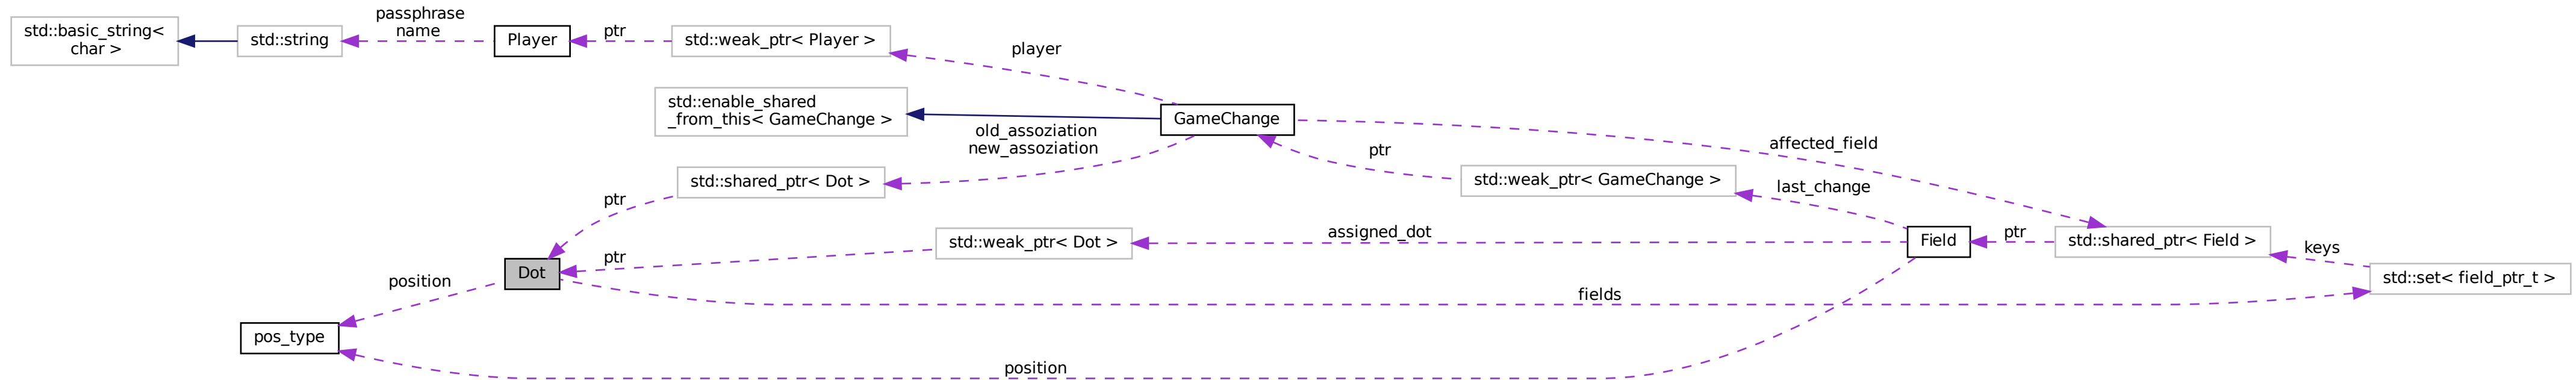 passphrase
name
std::basic_string<
char >
std::string
Player
ptr
std::weak_ptr< Player >
player
std::enable_shared
_from_this< GameChange >
GameChange
old_assoziation
new_assoziation
affected_field
ptr
std::shared_ptr< Dot >
std::weak_ptr< GameChange >
last_change
ptr
std::weak_ptr< Dot >
assigned_dot
Field
ptr
std::shared_ptr< Field >
keys
ptr
Dot
std::set< field_ptr_t >
position
fields
pos_type
position